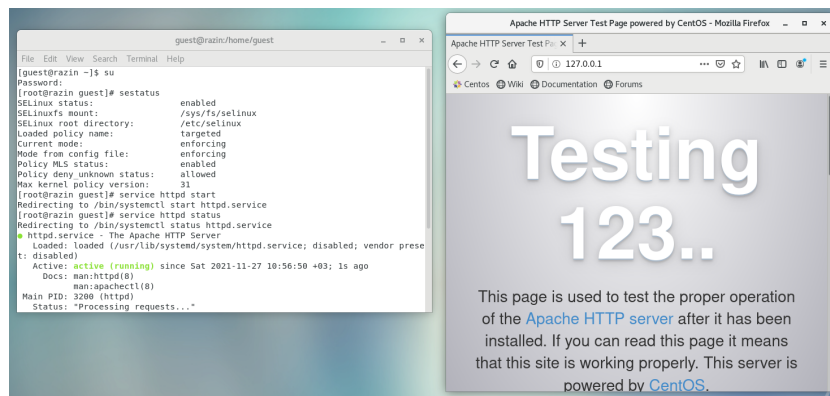 guest@razin:/home/guest
File Edit View Search Terminal Help
[guest@razin ~]$ su
Password:
[root@razin guest]# sestatus
SELinux status: enabled
SELinuxfs mount: /sys/fs/selinux
SELinux root directory: /etc/selinux
Loaded policy name: targeted
Current mode: enforcing
Mode from config file: enforcing
Policy MLS status: enabled
Policy deny_unknown status: allowed
Max kernel policy version: 31
[root@razin guest]# service httpd start
Redirecting to /bin/systemctl start httpd.service
[root@razin guest]# service httpd status
Redirecting to /bin/systemctl status httpd.service
● httpd.service - The Apache HTTP Server
Loaded: loaded (/usr/lib/systemd/system/httpd.service; disabled; vendor prese
t: disabled)
Active: active (running) since Sat 2021-11-27 10:56:50 +03; 1s ago
Docs: man:httpd(8)
man:apachectl(8)
Main PID: 3200 (httpd)
Status: "Processing requests..."
Apache HTTP Server Test Page powered by CentOS - Mozilla Firefox
Apache HTTP Server Test Pag
127.0.0.1
Centos Wiki Documentation Forums
Testing
123..
This page is used to test the proper operation
of the Apache HTTP server after it has been
installed. If you can read this page it means
that this site is working properly. This server is
powered by CentOS.